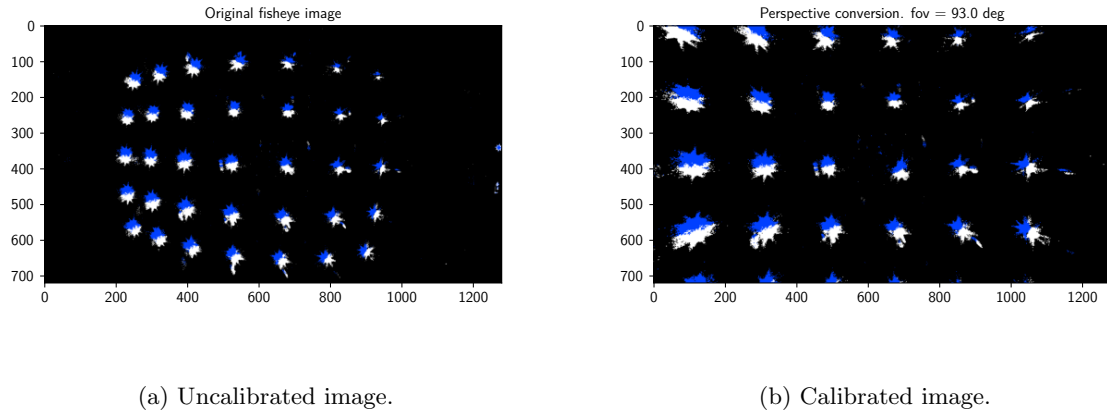 Original fisheye image
0
100
200
300
400
500
600
700
0 200 400 600 800 1000 1200
(a) Uncalibrated image.
Perspective conversion. fov = 93.0 deg
0
100
200
300
400
500
600
700
0 200 400 600 800 1000 1200
(b) Calibrated image.